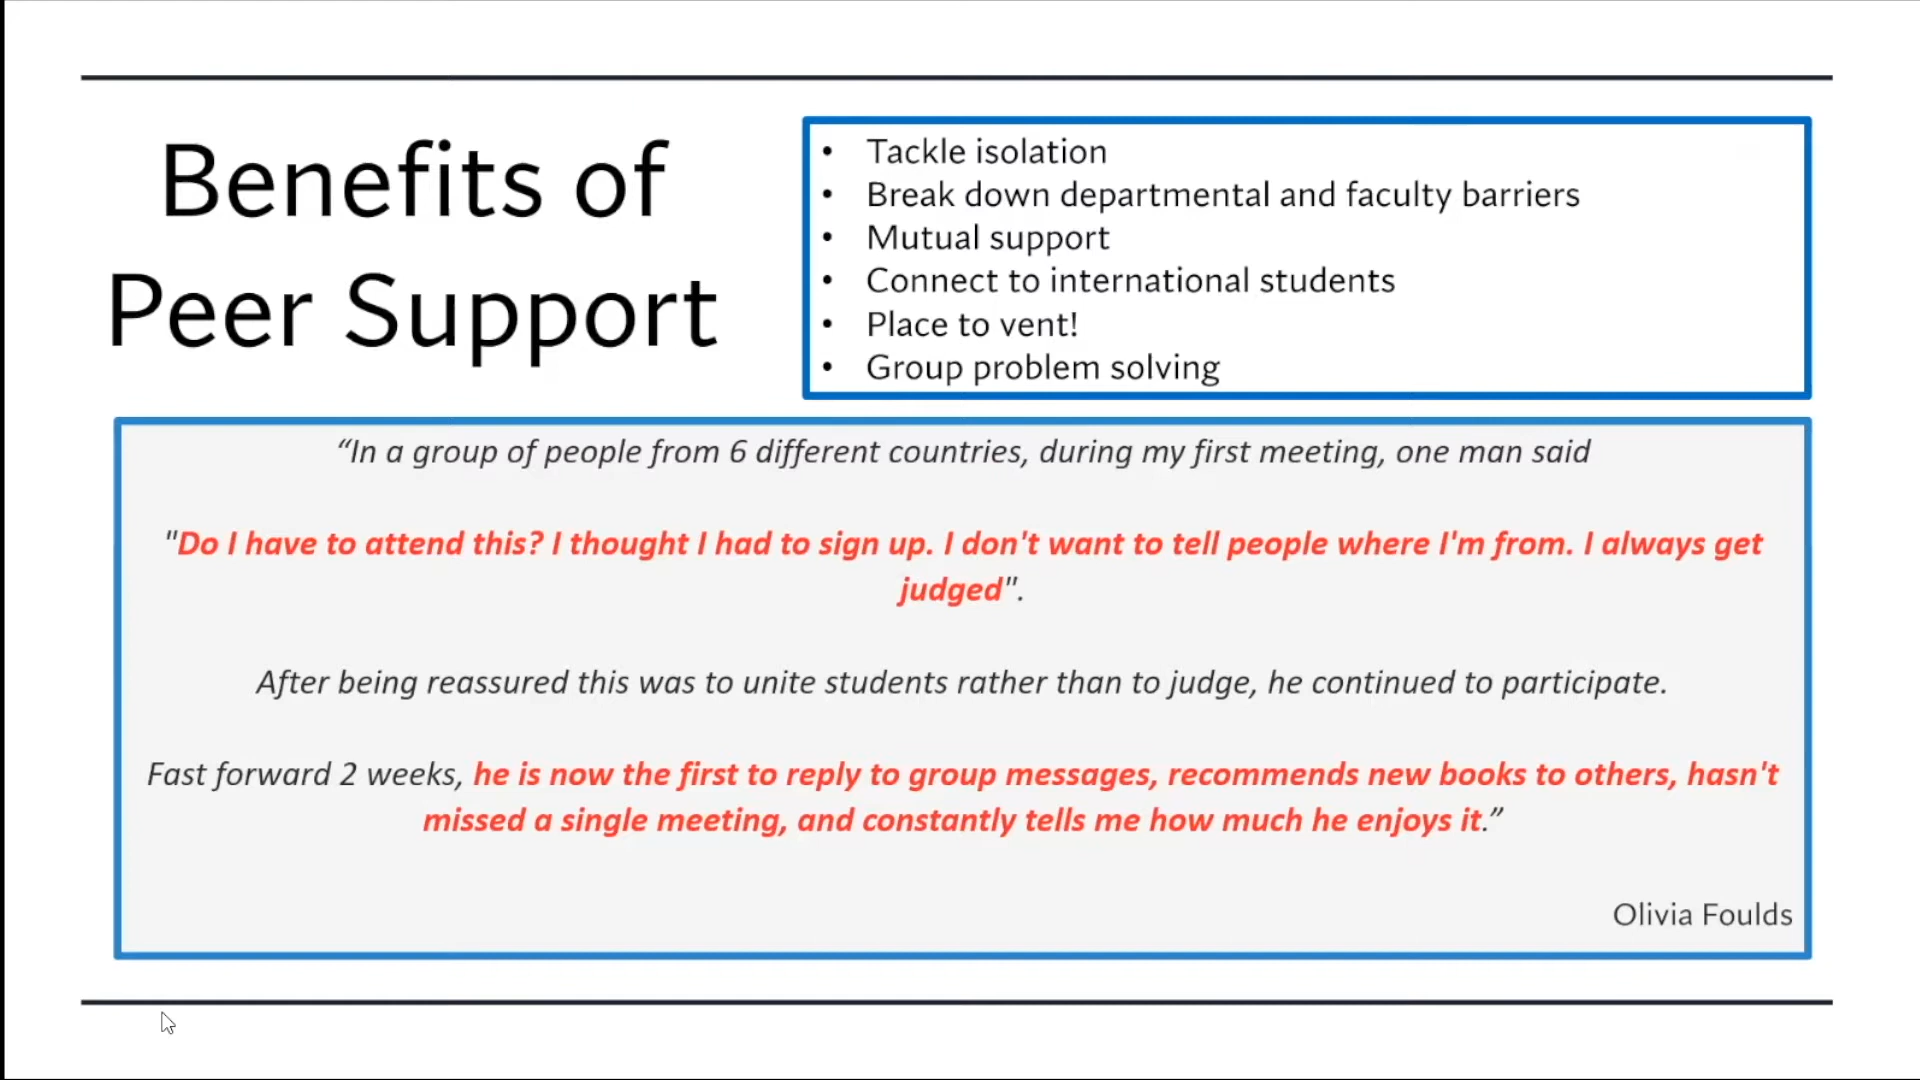 Benefits of
Peer Support
• Tackle isolation
• Break down departmental and faculty barriers
• Mutual support
• Connect to international students
• Place to vent!
• Group problem solving
“In a group of people from 6 different countries, during my first meeting, one man said
"Do I have to attend this? I thought I had to sign up. I don't want to tell people where I'm from. I always get
judged".
After being reassured this was to unite students rather than to judge, he continued to participate.
Fast forward 2 weeks, he is now the first to reply to group messages, recommends new books to others, hasn't
missed a single meeting, and constantly tells me how much he enjoys it.”
Olivia Foulds